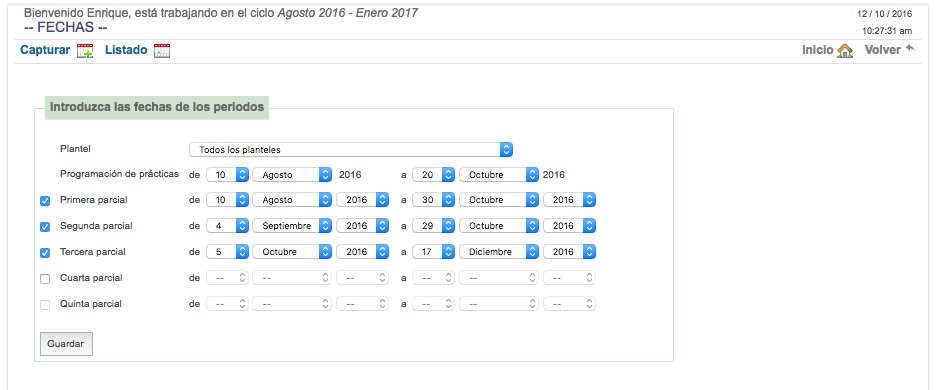 Bienvenido Enrique, está trabajando en el ciclo Agosto 2016 - Enero 2017
12 / 10 / 2016
-- FECHAS --
10:27:31 am
Capturar Listado Inicio Volver
Introduzca las fechas de los periodos
Plantel Todos los planteles
Programación de prácticas de 10 Agosto 2016 a 20 Octubre 2016
Primera parcial de 10 Agosto 2016 a 30 Octubre 2016
Segunda parcial de 4 Septiembre 2016 a 29 Octubre 2016
Tercera parcial de 5 Octubre 2016 a 17 Diciembre 2016
Cuarta parcial de -- -- -- a -- -- --
Quinta parcial de -- -- -- a -- -- --
Guardar